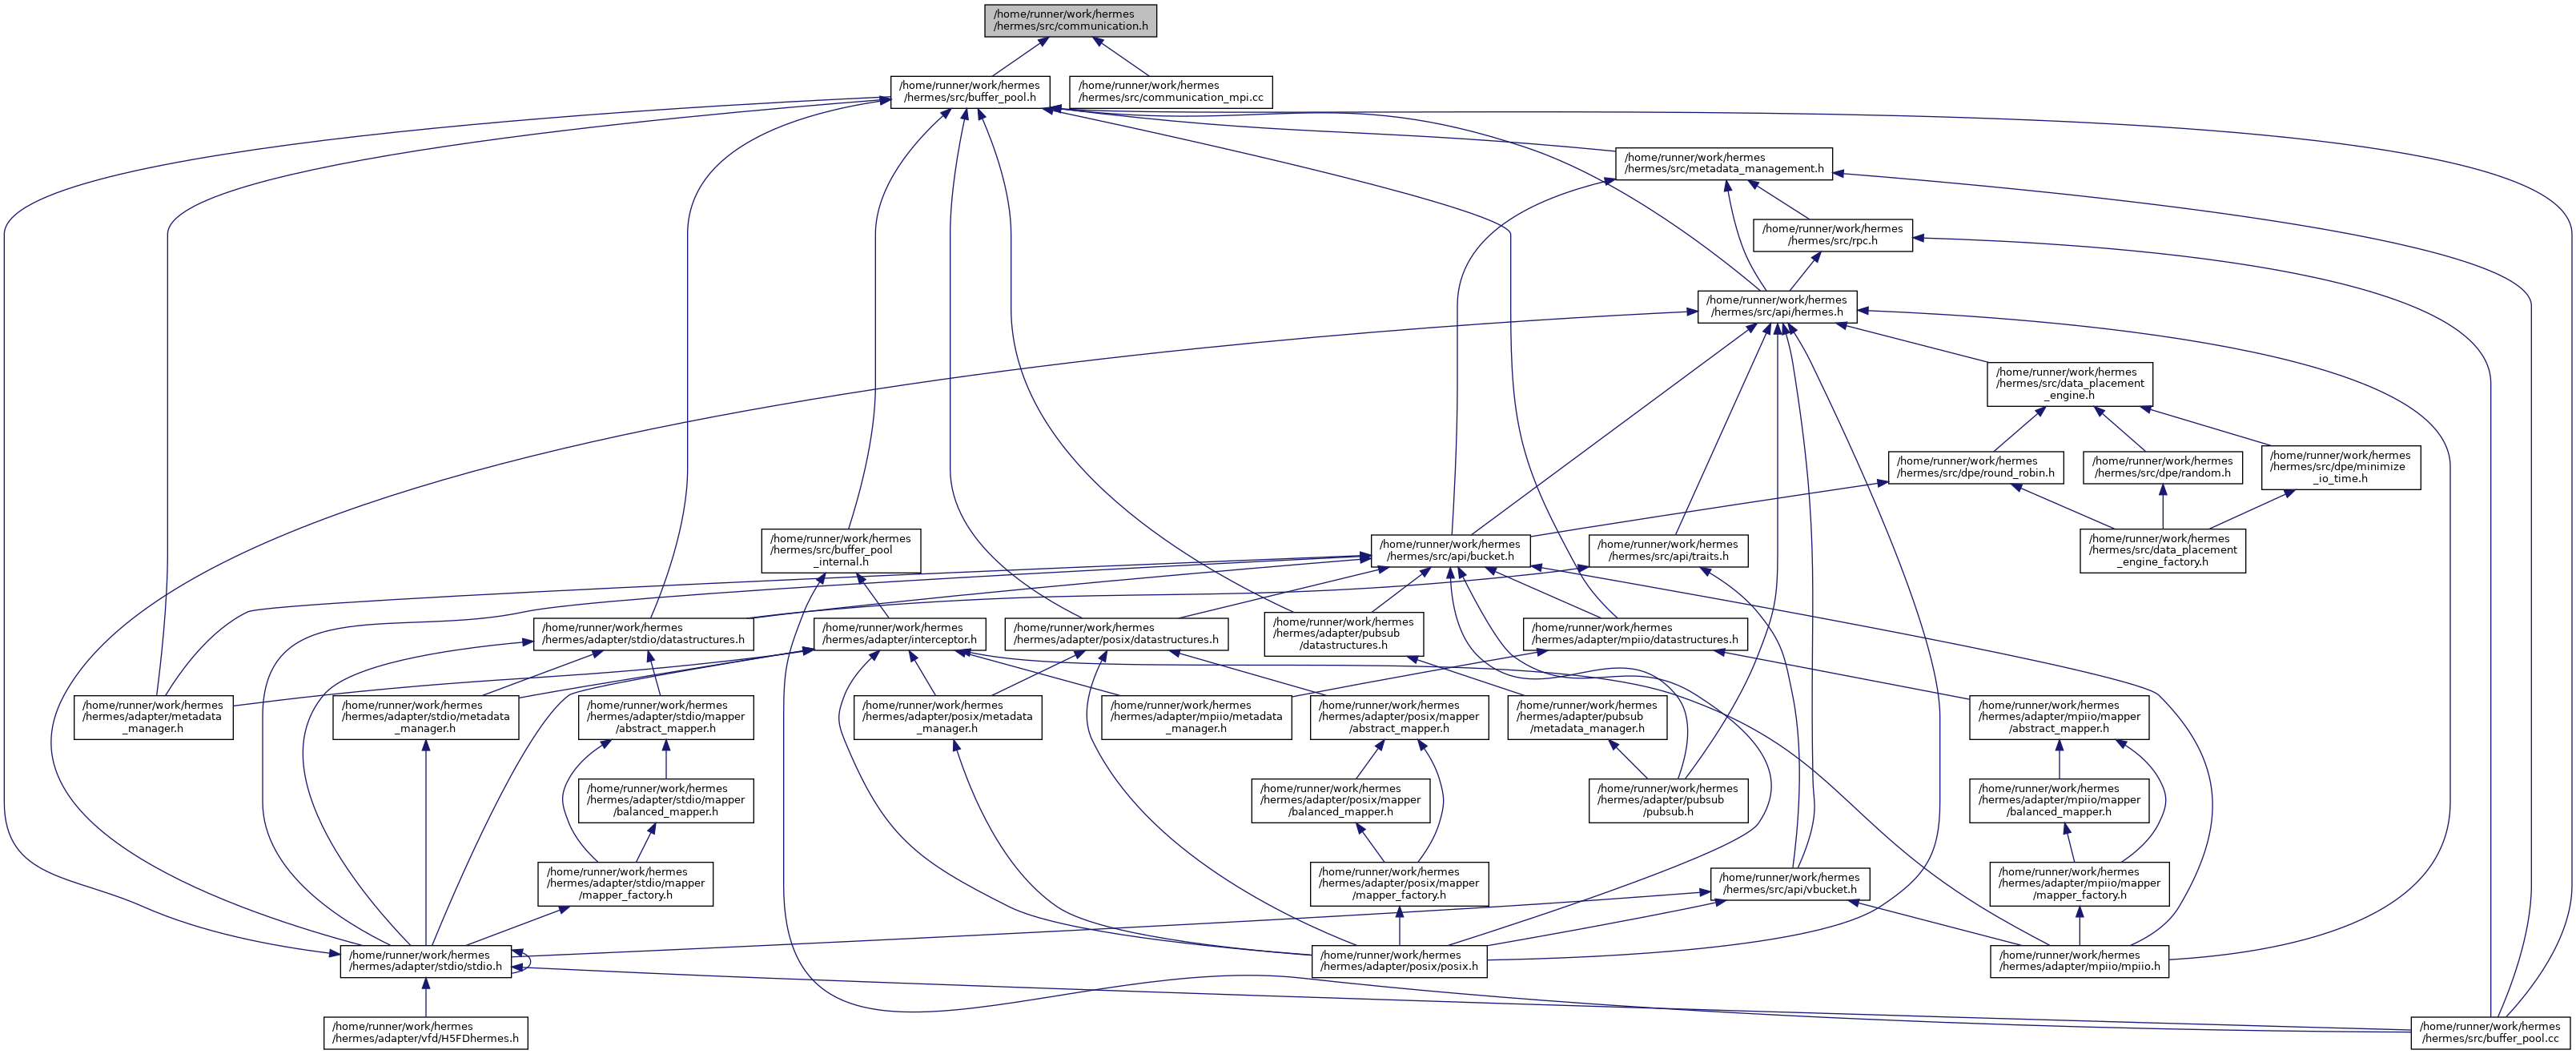 /home/runner/work/hermes
/hermes/src/communication.h
/home/runner/work/hermes
/hermes/src/buffer_pool.h
/home/runner/work/hermes
/hermes/src/communication_mpi.cc
/home/runner/work/hermes
/hermes/src/metadata_management.h
/home/runner/work/hermes
/hermes/src/rpc.h
/home/runner/work/hermes
/hermes/src/api/hermes.h
/home/runner/work/hermes
/hermes/src/data_placement
_engine.h
/home/runner/work/hermes
/hermes/src/dpe/round_robin.h
/home/runner/work/hermes
/hermes/src/dpe/random.h
/home/runner/work/hermes
/hermes/src/dpe/minimize
_io_time.h
/home/runner/work/hermes
/hermes/src/buffer_pool
_internal.h
/home/runner/work/hermes
/hermes/src/api/bucket.h
/home/runner/work/hermes
/hermes/src/api/traits.h
/home/runner/work/hermes
/hermes/src/data_placement
_engine_factory.h
/home/runner/work/hermes
/hermes/adapter/stdio/datastructures.h
/home/runner/work/hermes
/hermes/adapter/interceptor.h
/home/runner/work/hermes
/hermes/adapter/posix/datastructures.h
/home/runner/work/hermes
/hermes/adapter/pubsub
/datastructures.h
/home/runner/work/hermes
/hermes/adapter/mpiio/datastructures.h
/home/runner/work/hermes
/hermes/adapter/metadata
_manager.h
/home/runner/work/hermes
/hermes/adapter/stdio/metadata
_manager.h
/home/runner/work/hermes
/hermes/adapter/stdio/mapper
/abstract_mapper.h
/home/runner/work/hermes
/hermes/adapter/posix/metadata
_manager.h
/home/runner/work/hermes
/hermes/adapter/mpiio/metadata
_manager.h
/home/runner/work/hermes
/hermes/adapter/posix/mapper
/abstract_mapper.h
/home/runner/work/hermes
/hermes/adapter/pubsub
/metadata_manager.h
/home/runner/work/hermes
/hermes/adapter/mpiio/mapper
/abstract_mapper.h
/home/runner/work/hermes
/hermes/adapter/stdio/mapper
/balanced_mapper.h
/home/runner/work/hermes
/hermes/adapter/posix/mapper
/balanced_mapper.h
/home/runner/work/hermes
/hermes/adapter/pubsub
/pubsub.h
/home/runner/work/hermes
/hermes/adapter/mpiio/mapper
/balanced_mapper.h
/home/runner/work/hermes
/hermes/adapter/stdio/mapper
/mapper_factory.h
/home/runner/work/hermes
/hermes/adapter/posix/mapper
/mapper_factory.h
/home/runner/work/hermes
/hermes/src/api/vbucket.h
/home/runner/work/hermes
/hermes/adapter/mpiio/mapper
/mapper_factory.h
/home/runner/work/hermes
/hermes/adapter/stdio/stdio.h
/home/runner/work/hermes
/hermes/adapter/posix/posix.h
/home/runner/work/hermes
/hermes/adapter/mpiio/mpiio.h
/home/runner/work/hermes
/hermes/adapter/vfd/H5FDhermes.h
/home/runner/work/hermes
/hermes/src/buffer_pool.cc